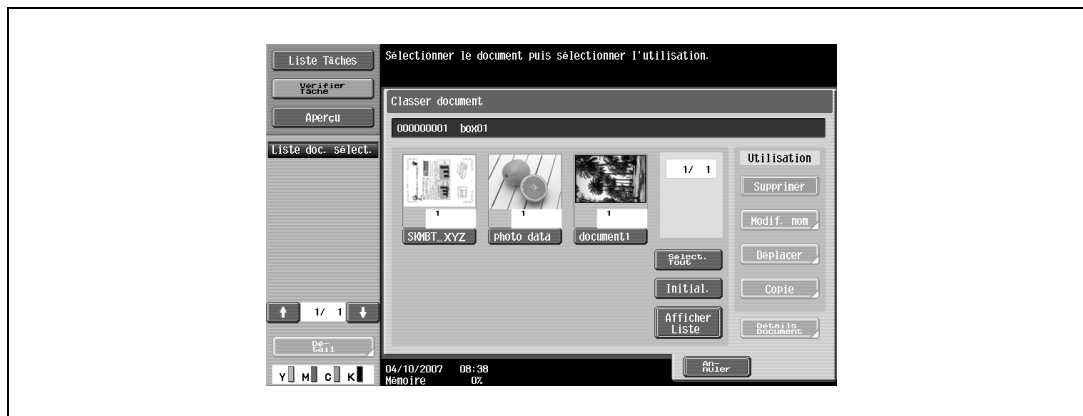 Liste Tâches
Sélectionner le document puis sélectionner l'utilisation.
Vérifier
Tâche
Aperçu
Classer document
000000001 box01
Liste doc. sélect.
Utilisation
1/ 1
Supprimer
1
1
1
SKMBT_XYZ
photo data
document1
Modif. nom
Sélect.
Tout
Déplacer
Initial.
Copie
1/ 1
Afficher
Liste
Détails
Document
Dé-
tail
An-
nuler
Y M C K
04/10/2007 08:38
Mémoire 0%